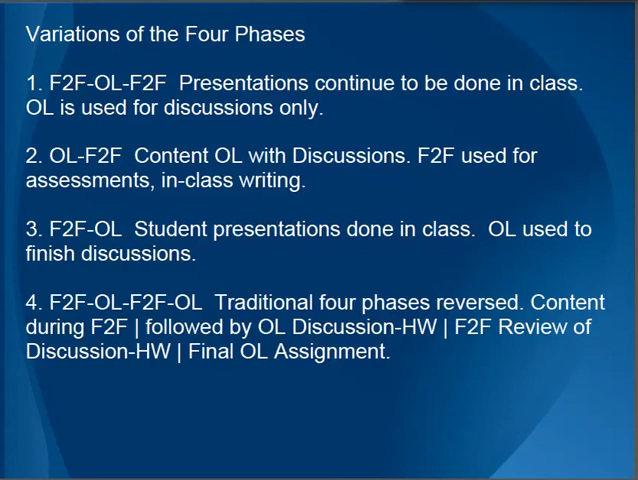 Variations of the Four Phases
1. F2F-OL-F2F  Presentations continue to be done in class.
OL is used for discussions only.
2. OL-F2F  Content OL with Discussions. F2F used for
assessments, in-class writing.
3. F2F-OL  Student presentations done in class.  OL used to
finish discussions.
4. F2F-OL-F2F-OL  Traditional four phases reversed. Content
during F2F | followed by OL Discussion-HW | F2F Review of
Discussion-HW | Final OL Assignment.